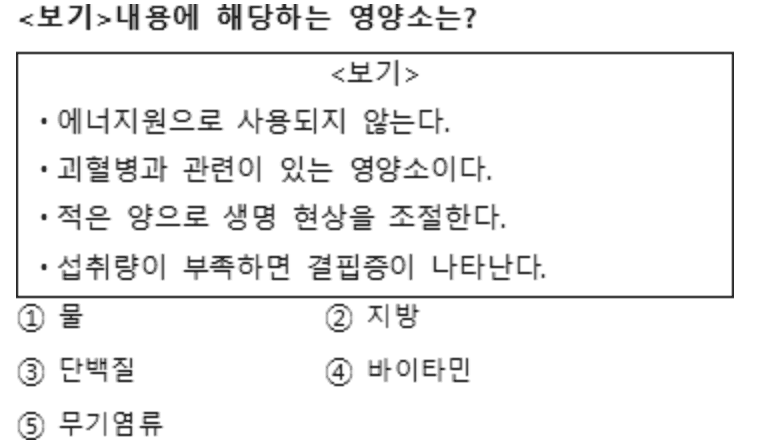 <보기>내용에 해당하는 영양소는?
<보기>
・에너지원으로 사용되지 않는다.
・괴혈병과 관련이 있는 영양소이다.
・적은 양으로 생명 현상을 조절한다.
・섭취량이 부족하면 결핍증이 나타난다.
① 물 ② 지방
③ 단백질 ④ 바이타민
⑤ 무기염류